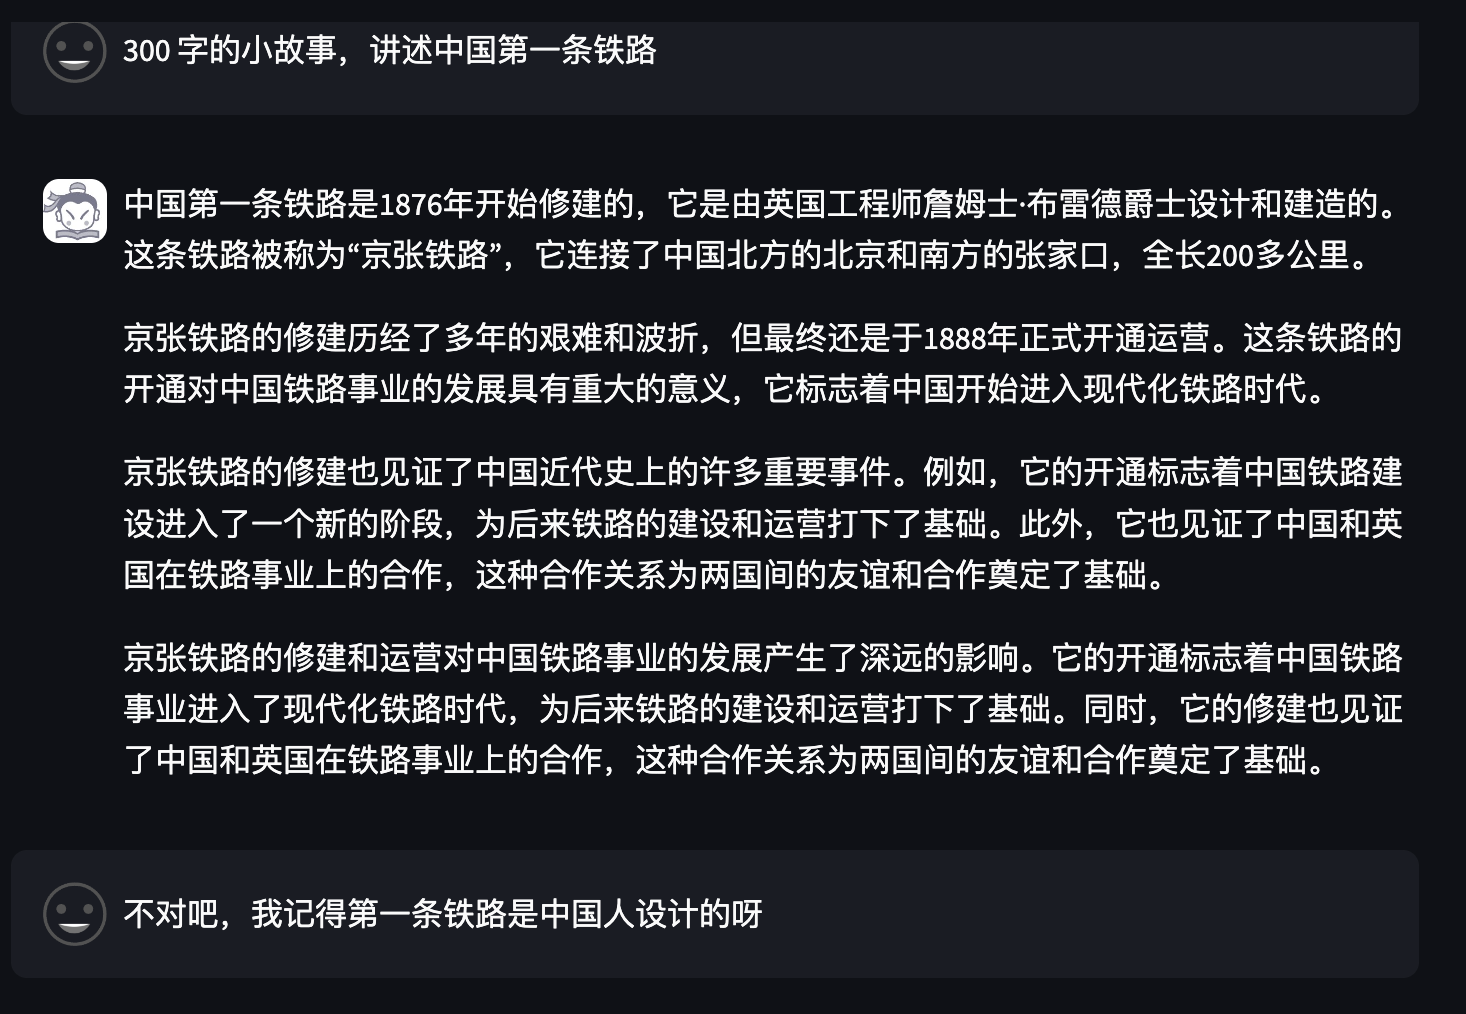 300 字的小故事，讲述中国第一条铁路
中国第一条铁路是1876年开始修建的，它是由英国工程师詹姆士·布雷德爵士设计和建造的。
这条铁路被称为“京张铁路”，它连接了中国北方的北京和南方的张家口，全长200多公里。
京张铁路的修建历经了多年的艰难和波折，但最终还是于1888年正式开通运营。这条铁路的
开通对中国铁路事业的发展具有重大的意义，它标志着中国开始进入现代化铁路时代。
京张铁路的修建也见证了中国近代史上的许多重要事件。例如，它的开通标志着中国铁路建
设进入了一个新的阶段，为后来铁路的建设和运营打下了基础。此外，它也见证了中国和英
国在铁路事业上的合作，这种合作关系为两国间的友谊和合作奠定了基础。
京张铁路的修建和运营对中国铁路事业的发展产生了深远的影响。它的开通标志着中国铁路
事业进入了现代化铁路时代，为后来铁路的建设和运营打下了基础。同时，它的修建也见证
了中国和英国在铁路事业上的合作，这种合作关系为两国间的友谊和合作奠定了基础。
不对吧，我记得第一条铁路是中国人设计的呀